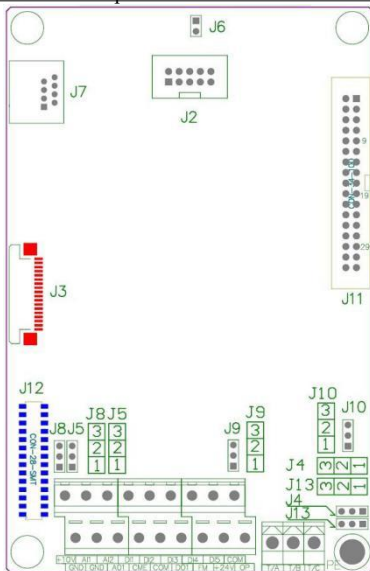 J6
J7
J2
9
19
29
J11
J3
J12
J8 J5
J8 J5
3 3
2 2
1 1
CON-28-SMT
J9
J9
3
2
1
J10
3
2
1
J10
J4 3 2 1
J13 3 2 1
J4
J13
+10V AI1 AI2 DI1 DI2 DI3 DI4 DI5 COM
GND GND AO1 CME COM DO1 FM +24V OP
T/A T/B T/C
PE